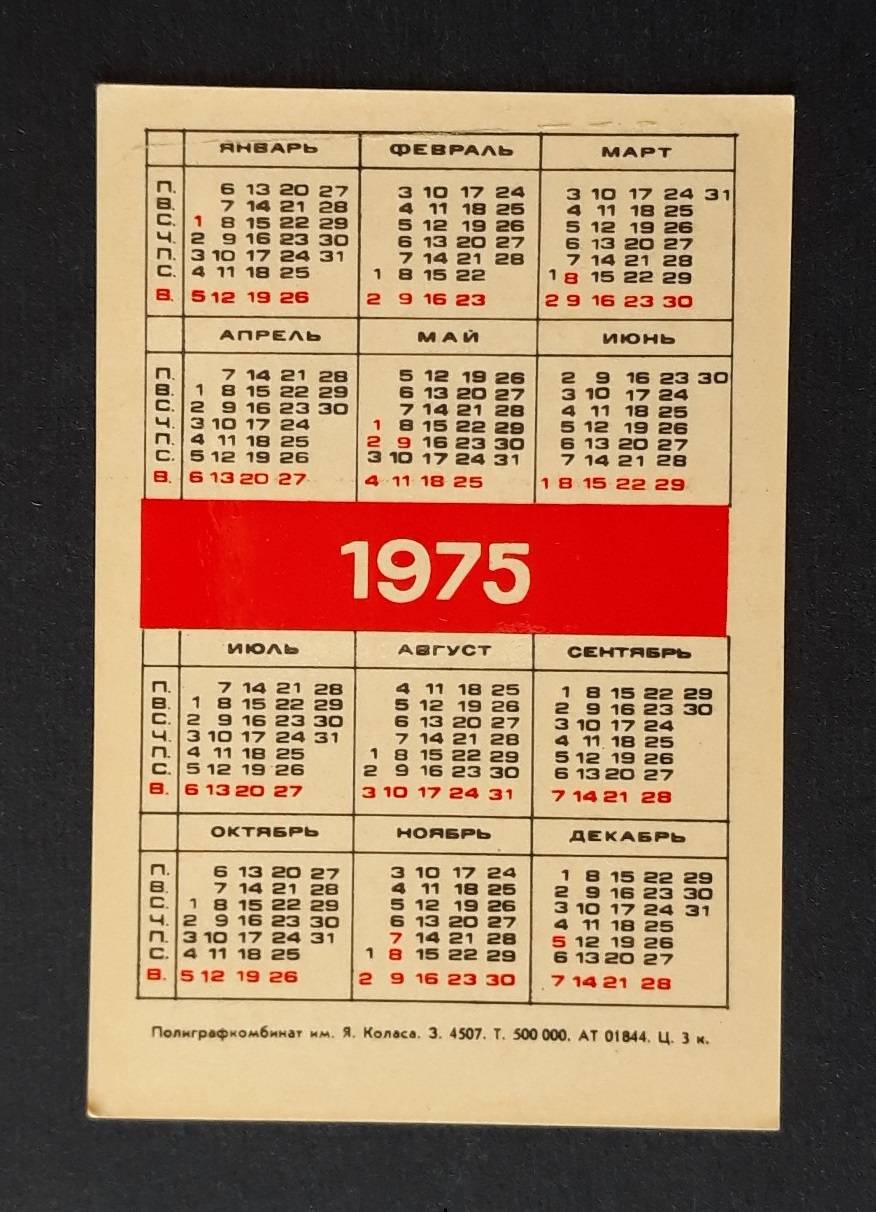 ЯНВАРЬ ФЕВРАЛЬ МАРТ
П. 6 13 20 27 3 10 17 24 3 10 17 24 31
В. 7 14 21 28 4 11 18 25 4 11 18 25
С. 1 8 15 22 29 5 12 19 26 5 12 19 26
Ч. 2 9 16 23 30 6 13 20 27 6 13 20 27
П. 3 10 17 24 31 7 14 21 28 7 14 21 28
С. 4 11 18 25 1 8 15 22 1 8 15 22 29
В. 5 12 19 26 2 9 16 23 2 9 16 23 30
АПРЕЛЬ МАЙ ИЮНЬ
П. 7 14 21 28 5 12 19 26 2 9 16 23 30
В. 1 8 15 22 29 6 13 20 27 3 10 17 24
С. 2 9 16 23 30 7 14 21 28 4 11 18 25
Ч. 3 10 17 24 1 8 15 22 29 5 12 19 26
П. 4 11 18 25 2 9 16 23 30 6 13 20 27
С. 5 12 19 26 3 10 17 24 31 7 14 21 28
В. 6 13 20 27 4 11 18 25 1 8 15 22 29
1975
ИЮЛЬ АВГУСТ СЕНТЯБРЬ
П. 7 14 21 28 4 11 18 25 1 8 15 22 29
В. 1 8 15 22 29 5 12 19 26 2 9 16 23 30
С. 2 9 16 23 30 6 13 20 27 3 10 17 24
Ч. 3 10 17 24 31 7 14 21 28 4 11 18 25
П. 4 11 18 25 1 8 15 22 29 5 12 19 26
С. 5 12 19 26 2 9 16 23 30 6 13 20 27
В. 6 13 20 27 3 10 17 24 31 7 14 21 28
ОКТЯБРЬ НОЯБРЬ ДЕКАБРЬ
П. 6 13 20 27 3 10 17 24 1 8 15 22 29
В. 7 14 21 28 4 11 18 25 2 9 16 23 30
С. 1 8 15 22 29 5 12 19 26 3 10 17 24 31
Ч. 2 9 16 23 30 6 13 20 27 4 11 18 25
П. 3 10 17 24 31 7 14 21 28 5 12 19 26
С. 4 11 18 25 1 8 15 22 29 6 13 20 27
В. 5 12 19 26 2 9 16 23 30 7 14 21 28
Полиграфкомбинат им. Я. Коласа. З. 4507. Т. 500 000. АТ 01844. Ц. 3 к.